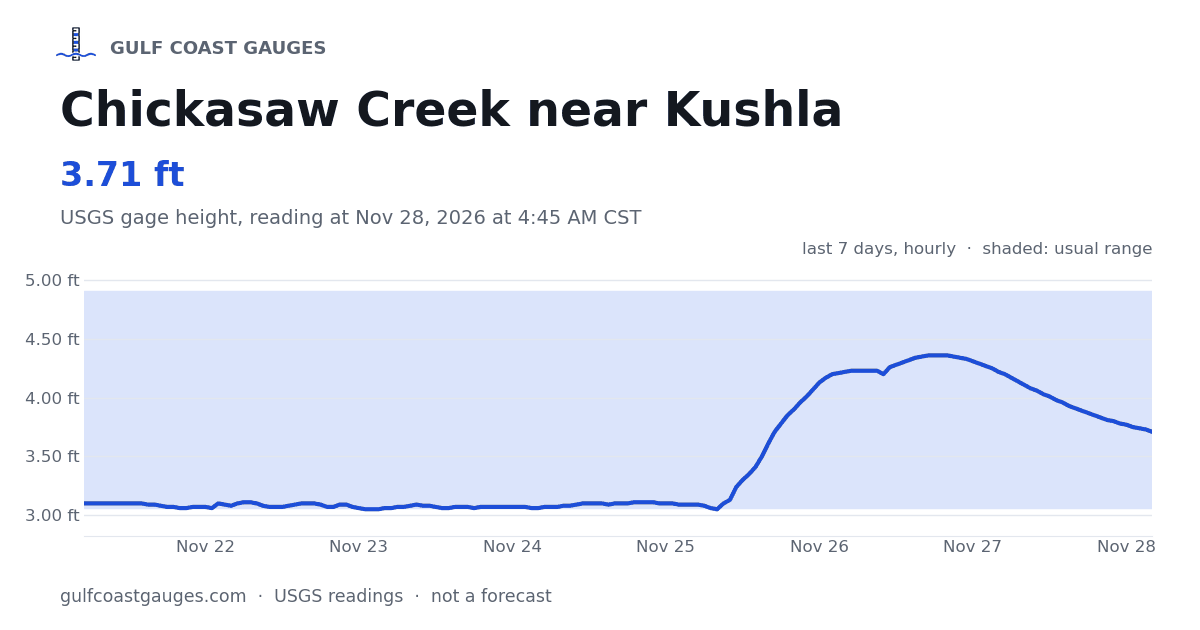 GULF COAST GAUGES
Chickasaw Creek near Kushla
3.71 ft
USGS gage height, reading at Nov 28, 2026 at 4:45 AM CST
last 7 days, hourly · shaded: usual range
5.00 ft
4.50 ft
4.00 ft
3.50 ft
3.00 ft
Nov 22 Nov 23 Nov 24 Nov 25 Nov 26 Nov 27 Nov 28
gulfcoastgauges.com · USGS readings · not a forecast